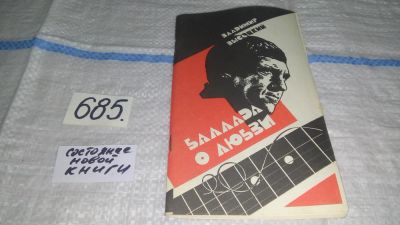 685.
СОСТОЯНИЕ
НОВОЙ
КНИГИ
ВЛАДИМИР
ВЫСОЦКИЙ
БАЛЛАДА
О ЛЮБВИ